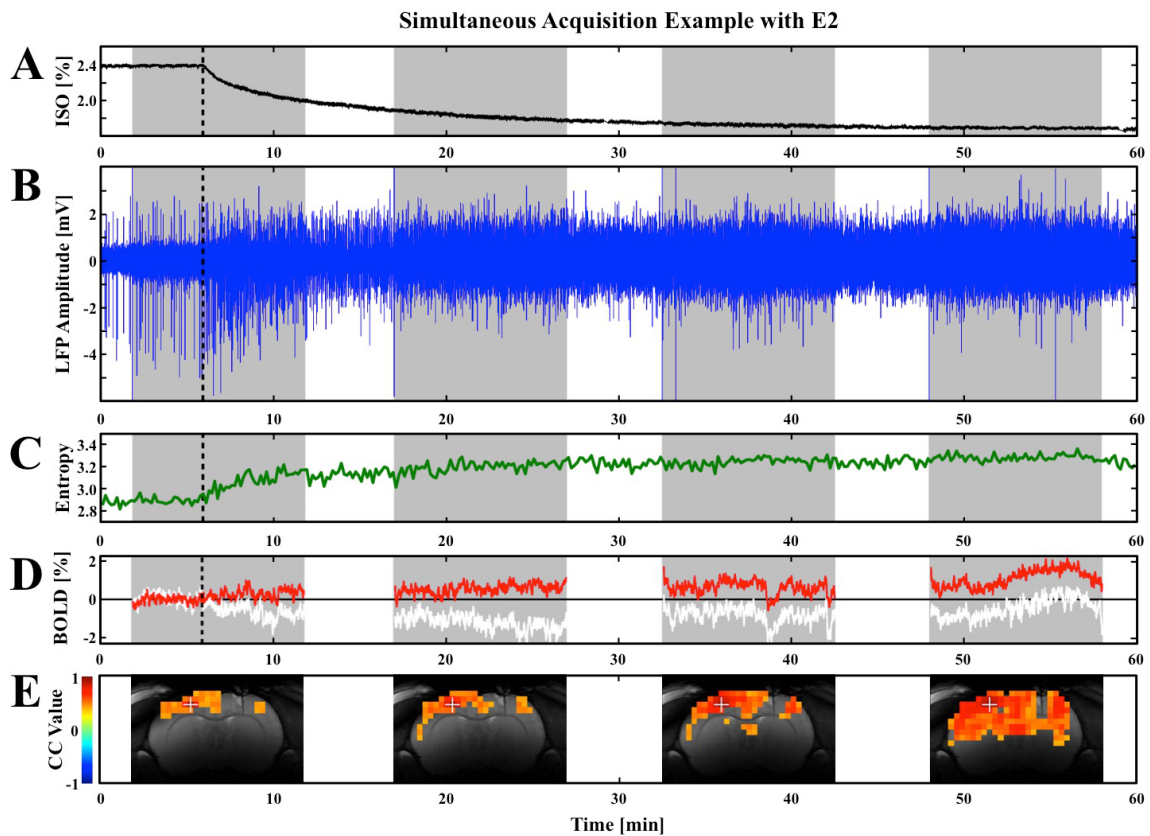 Simultaneous Acquisition Example with E2
A
ISO [%]
2.4
2.0
0 10 20 30 40 50 60
B
LFP Amplitude [mV]
2
0
-2
-4
0 10 20 30 40 50 60
C
Entropy
3.4
3.2
3.0
2.8
0 10 20 30 40 50 60
D
BOLD [%]
2
0
-2
0 10 20 30 40 50 60
E
CC Value
1
0
-1
0 10 20 30 40 50 60
Time [min]